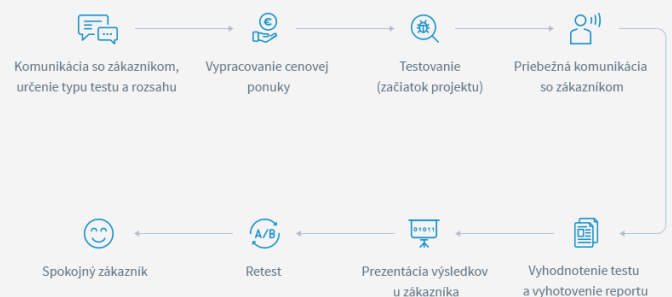 Komunikácia so zákazníkom,
určenie typu testu a rozsahu
Vypracovanie cenovej
ponuky
€
Testovanie
(začiatok projektu)
Priebežná komunikácia
so zákazníkom
Vyhodnotenie testu
a vyhotovenie reportu
01011
Prezentácia výsledkov
u zákazníka
A/B
Retest
Spokojný zákazník